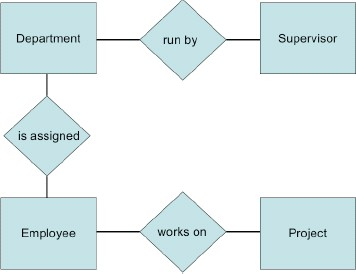 Department
run by
Supervisor
is assigned
Employee
works on
Project